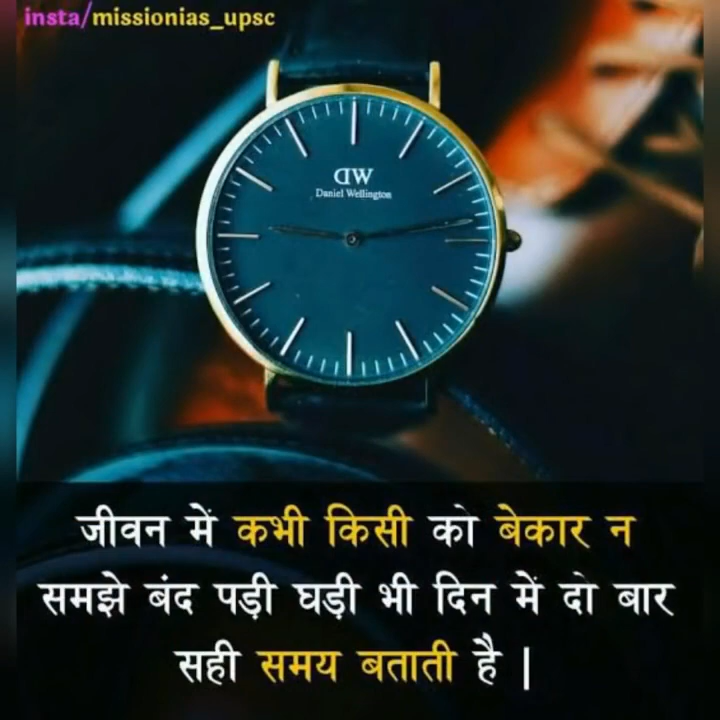 insta/missionias_upsc
DW
Daniel Wellington
जीवन में कभी किसी को बेकार न
समझे बंद पड़ी घड़ी भी दिन में दो बार
सही समय बताती है |